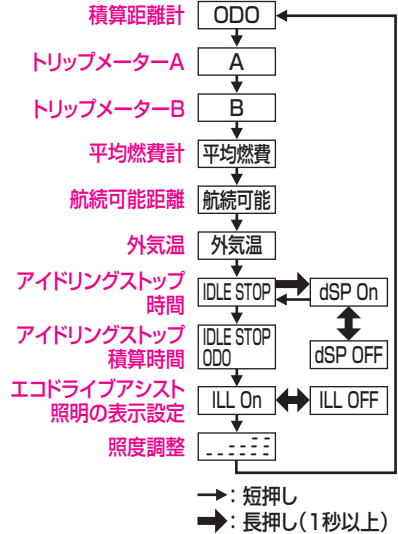 積算距離計 ODO
トリップメーターA A
トリップメーターB B
平均燃費計 平均燃費
航続可能距離 航続可能
外気温 外気温
アイドリングストップ
時間 IDLE STOP dSP On
アイドリングストップ
積算時間 IDLE STOP
ODO dSP OFF
エコドライブアシスト
照明の表示設定 ILL On ILL OFF
照度調整
→：短押し
➡：長押し（1秒以上）